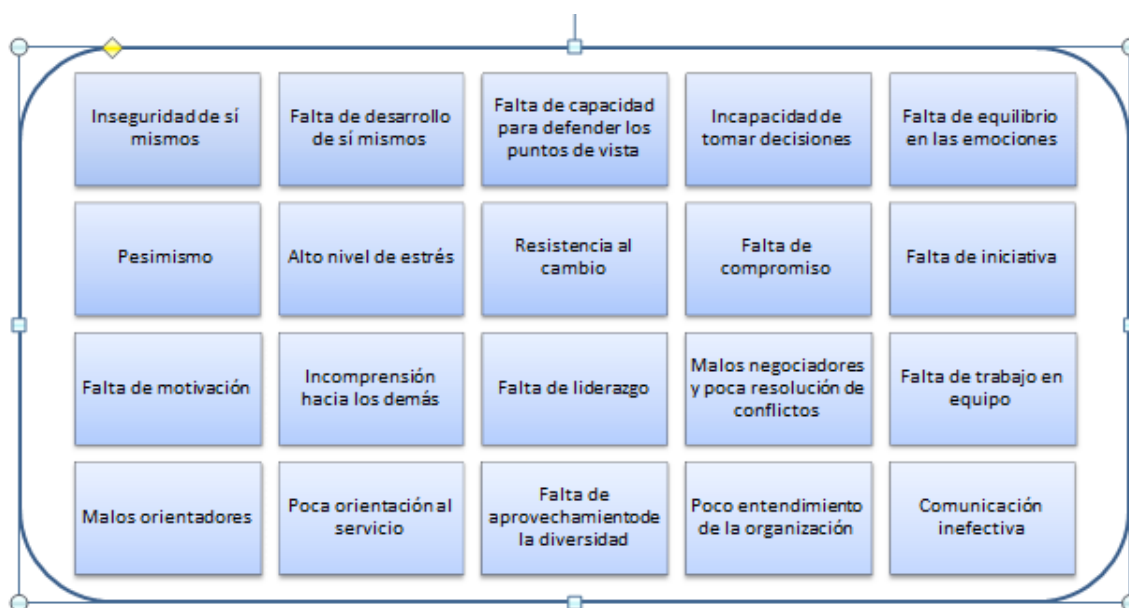 Inseguridad de sí
mismos
Falta de desarrollo
de sí mismos
Falta de capacidad
para defender los
puntos de vista
Incapacidad de
tomar decisiones
Falta de equilibrio
en las emociones
Pesimismo
Alto nivel de estrés
Resistencia al
cambio
Falta de
compromiso
Falta de iniciativa
Falta de motivación
Incomprensión
hacia los demás
Falta de liderazgo
Malos negociadores
y poca resolución de
conflictos
Falta de trabajo en
equipo
Malos orientadores
Poca orientación al
servicio
Falta de
aprovechamientode
la diversidad
Poco entendimiento
de la organización
Comunicación
inefectiva